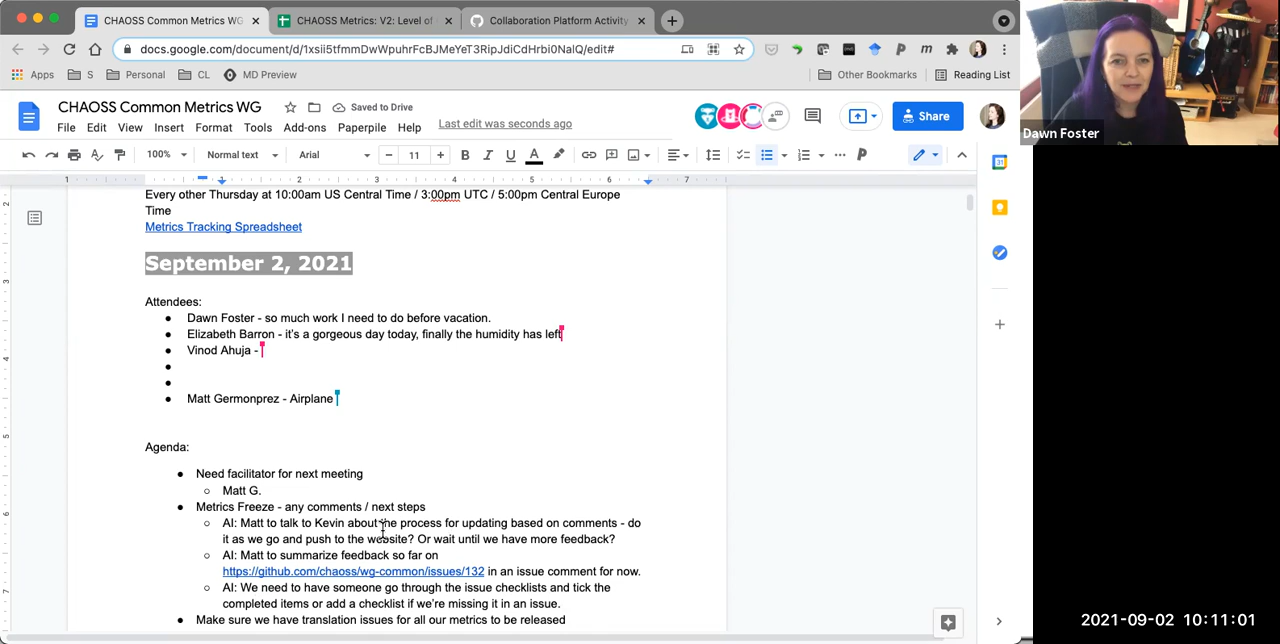 CHAOSS Common Metrics WG
CHAOSS Metrics: V2: Level of
Collaboration Platform Activity
docs.google.com/document/d/1xsii5tfmmDwWpuhrFcBJMeYeT3RipJdiCdHrbi0NaIQ/edit#
Apps
S
Personal
CL
MD Preview
Other Bookmarks
Reading List
CHAOSS Common Metrics WG
Saved to Drive
File Edit View Insert Format Tools Add-ons Paperpile Help
Last edit was seconds ago
Share
Dawn Foster
100%
Normal text
Arial
11
B I U A
1 1 2 3 4 5 6 7
Every other Thursday at 10:00am US Central Time / 3:00pm UTC / 5:00pm Central Europe
Time
Metrics Tracking Spreadsheet
September 2, 2021
Attendees:
● Dawn Foster - so much work I need to do before vacation.
● Elizabeth Barron - it's a gorgeous day today, finally the humidity has left
● Vinod Ahuja -
●
●
● Matt Germonprez - Airplane
Agenda:
● Need facilitator for next meeting
○ Matt G.
● Metrics Freeze - any comments / next steps
○ AI: Matt to talk to Kevin about the process for updating based on comments - do
it as we go and push to the website? Or wait until we have more feedback?
○ AI: Matt to summarize feedback so far on
https://github.com/chaoss/wg-common/issues/132 in an issue comment for now.
○ AI: We need to have someone go through the issue checklists and tick the
completed items or add a checklist if we're missing it in an issue.
● Make sure we have translation issues for all our metrics to be released
2021-09-02 10:11:01